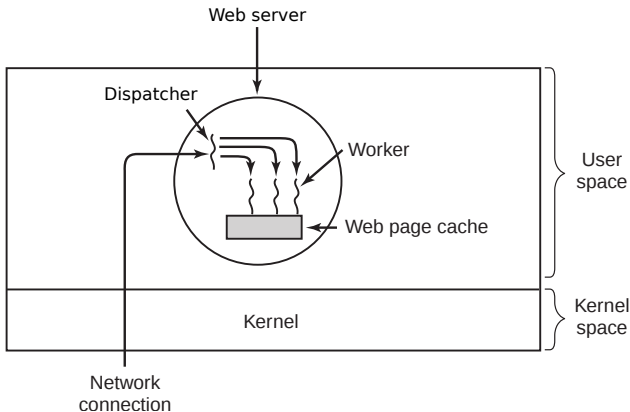 Web server
Dispatcher
Worker
User
space
Web page cache
Kernel
Kernel
space
Network
connection